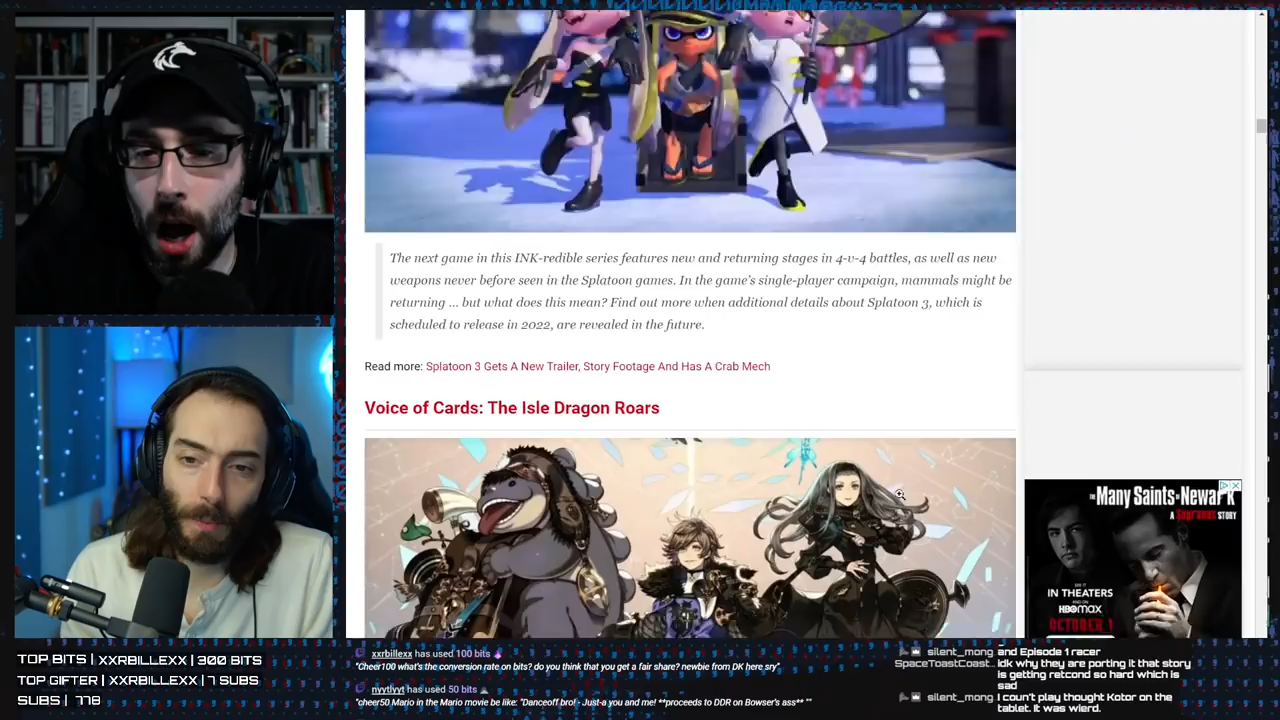 The next game in this INK-redible series features new and returning stages in 4-v-4 battles, as well as new
weapons never before seen in the Splatoon games. In the game's single-player campaign, mammals might be
returning ... but what does this mean? Find out more when additional details about Splatoon 3, which is
scheduled to release in 2022, are revealed in the future.
Read more: Splatoon 3 Gets A New Trailer, Story Footage And Has A Crab Mech
Voice of Cards: The Isle Dragon Roars
Many Saints of Newark
A Sopranos STORY
SEE IT
IN THEATERS
AND ON
HBOMAX
OCTOBER 1
TOP BITS | XXRBILLEXX | 300 BITS
TOP GIFTER | XXRBILLEXX | 7 SUBS
SUBS | 778
xxrbillexx has used 100 bits
"Cheer100 what's the conversion rate on bits? do you think that you get a fair share? newbie from DK here sry"
nyytlyyt has used 50 bits
"cheer50 Mario in the Mario movie be like: "Danceoff bro! - Just-a you and me! **proceeds to DDR on Bowser's ass** ""
silent_mong and Episode 1 racer
SpaceToastCoast.. Idk why they are porting it that story
is getting retcond so hard which is
sad
silent_mong I coun't play thought Kotor on the
tablet. It was wierd.